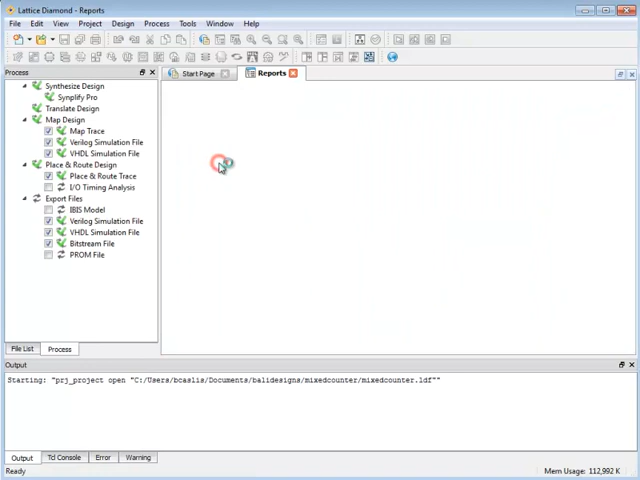 Lattice Diamond - Reports
File Edit View Project Design Process Tools Window Help
Process
Start Page
Reports
Synthesize Design
Synplify Pro
Translate Design
Map Design
Map Trace
Verilog Simulation File
VHDL Simulation File
Place & Route Design
Place & Route Trace
I/O Timing Analysis
Export Files
IBIS Model
Verilog Simulation File
VHDL Simulation File
Bitstream File
PROM File
File List Process
Output
Starting: "prj_project open "C:/Users/bcaslis/Documents/balidesigns/mixedcounter/mixedcounter.ldf""
Output Tcl Console Error Warning
Ready Mem Usage: 112,992 K